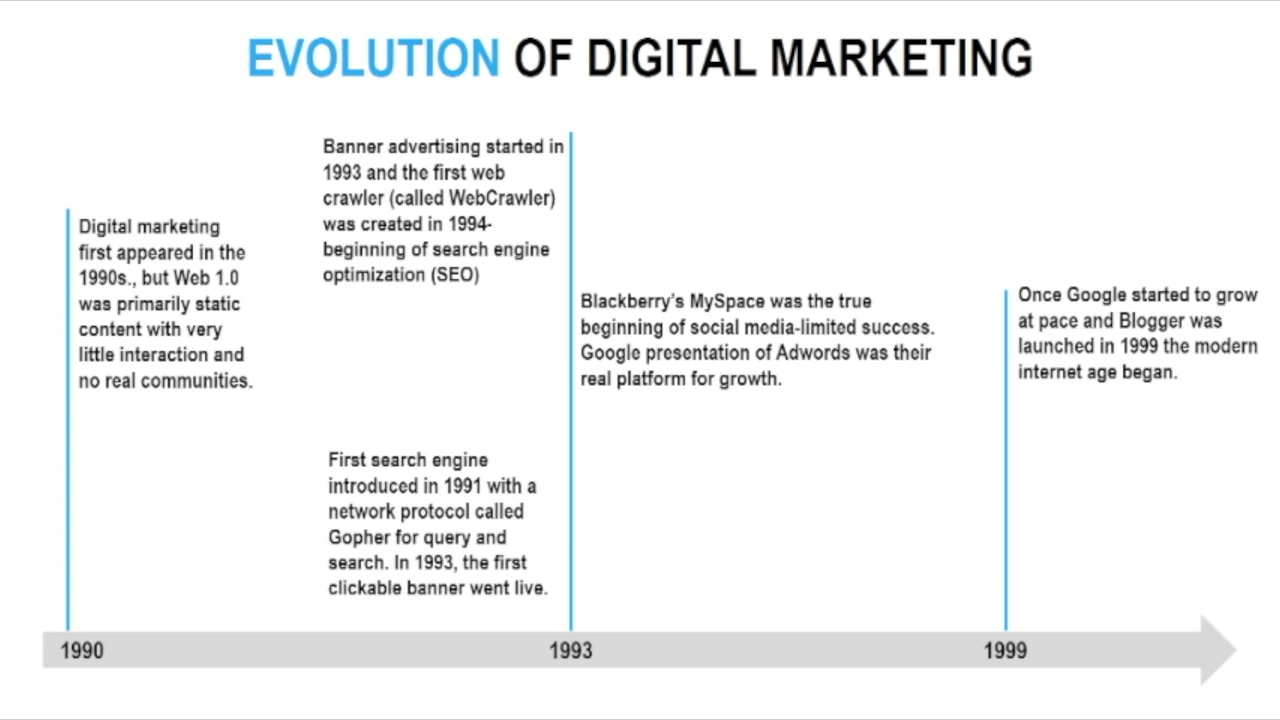 EVOLUTION OF DIGITAL MARKETING
Digital marketing
first appeared in the
1990s., but Web 1.0
was primarily static
content with very
little interaction and
no real communities.
Banner advertising started in
1993 and the first web
crawler (called WebCrawler)
was created in 1994-
beginning of search engine
optimization (SEO)
First search engine
introduced in 1991 with a
network protocol called
Gopher for query and
search. In 1993, the first
clickable banner went live.
Blackberry's MySpace was the true
beginning of social media-limited success.
Google presentation of Adwords was their
real platform for growth.
Once Google started to grow
at pace and Blogger was
launched in 1999 the modern
internet age began.
1990
1993
1999